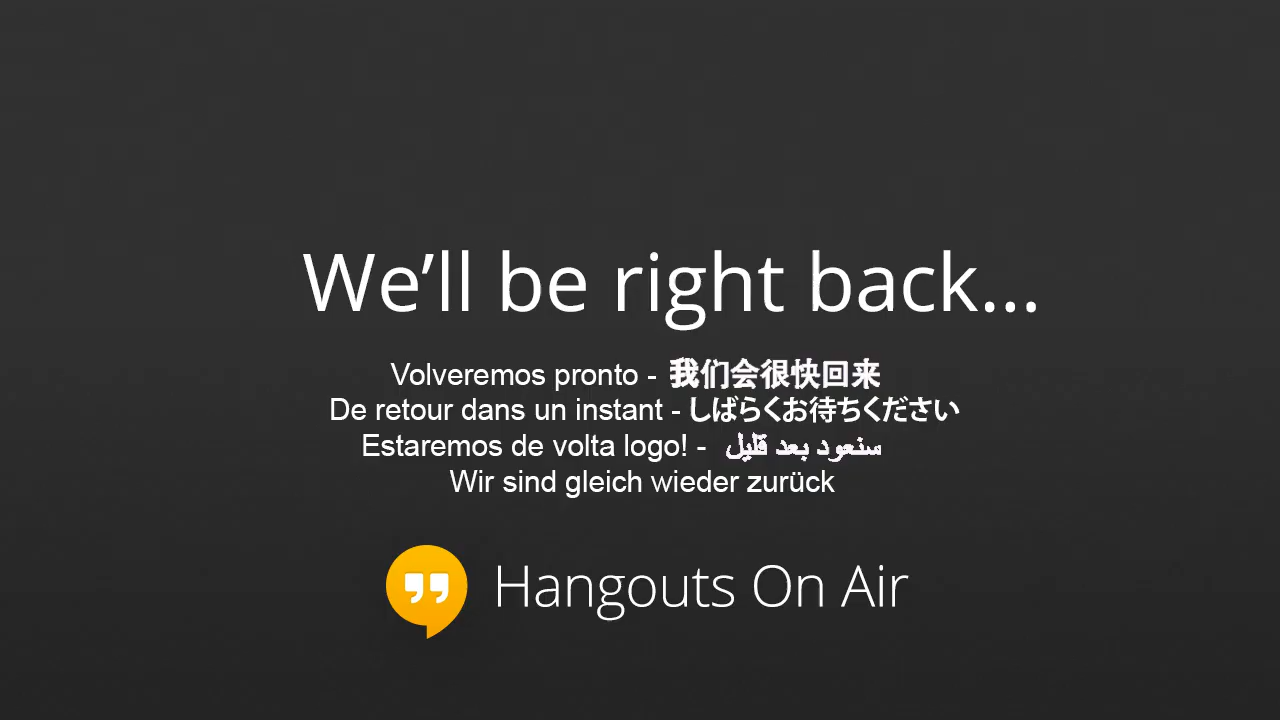 We’ll be right back...
Volveremos pronto - 我们会很快回来
De retour dans un instant - しばらくお待ちください
Estaremos de volta logo! - سنعود بعد قليل
Wir sind gleich wieder zurück
Hangouts On Air